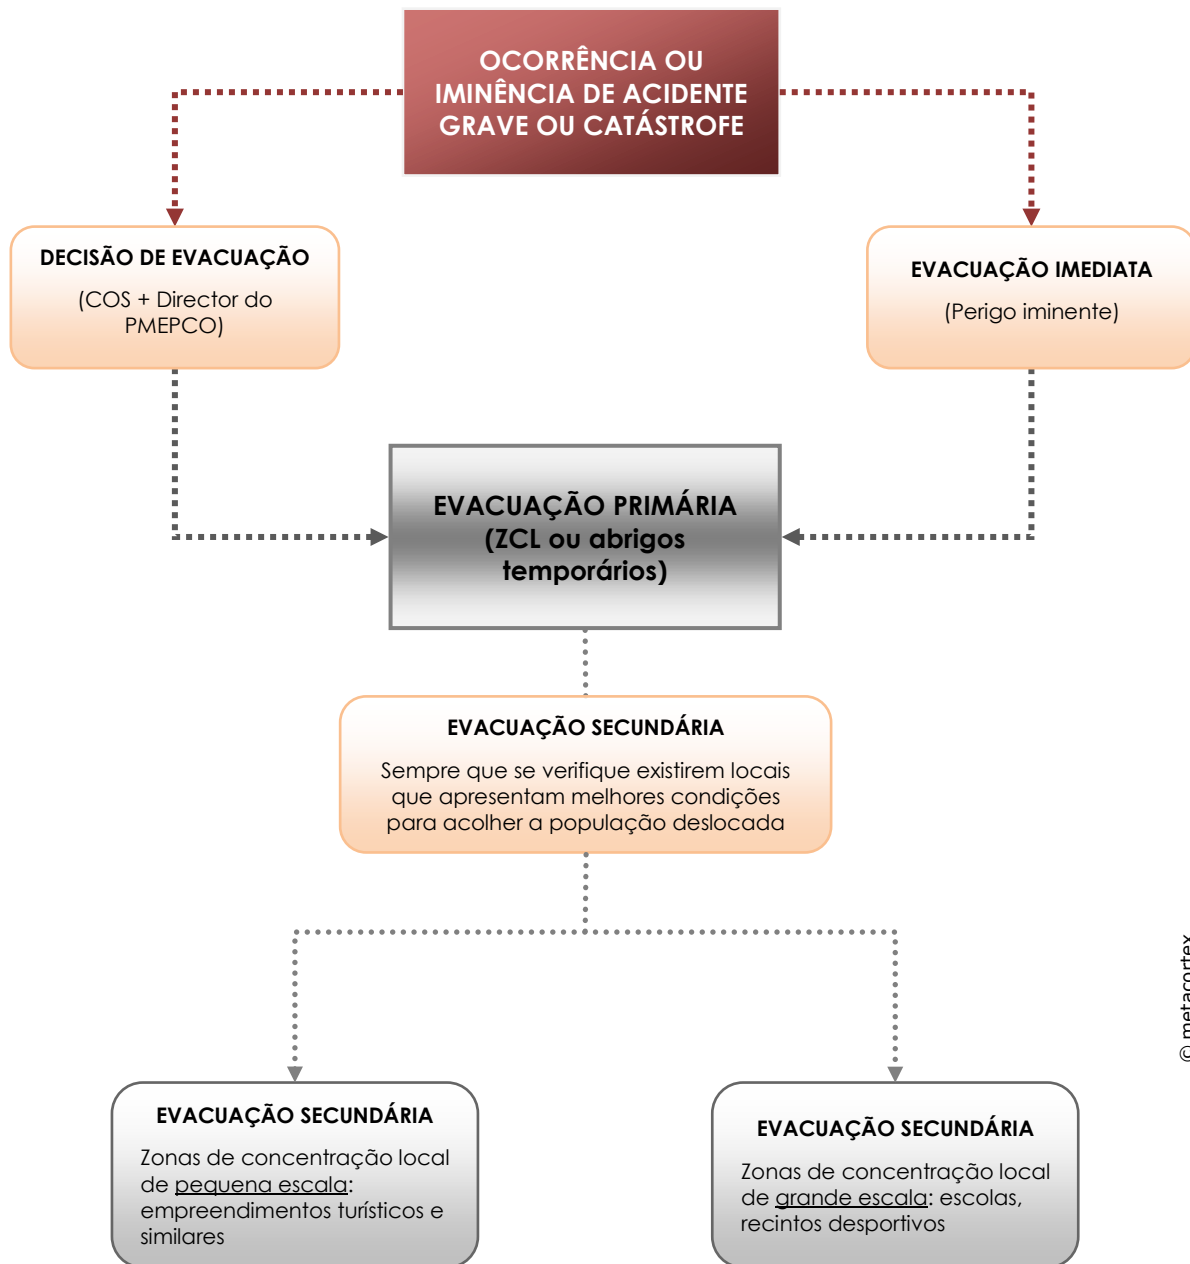 OCORRÊNCIA OU
IMINÊNCIA DE ACIDENTE
GRAVE OU CATÁSTROFE
DECISÃO DE EVACUAÇÃO
(COS + Director do
PMEPCO)
EVACUAÇÃO IMEDIATA
(Perigo iminente)
EVACUAÇÃO PRIMÁRIA
(ZCL ou abrigos
temporários)
EVACUAÇÃO SECUNDÁRIA
Sempre que se verifique existirem locais
que apresentam melhores condições
para acolher a população deslocada
EVACUAÇÃO SECUNDÁRIA
Zonas de concentração local
de pequena escala:
empreendimentos turísticos e
similares
EVACUAÇÃO SECUNDÁRIA
Zonas de concentração local
de grande escala: escolas,
recintos desportivos
© metacortex